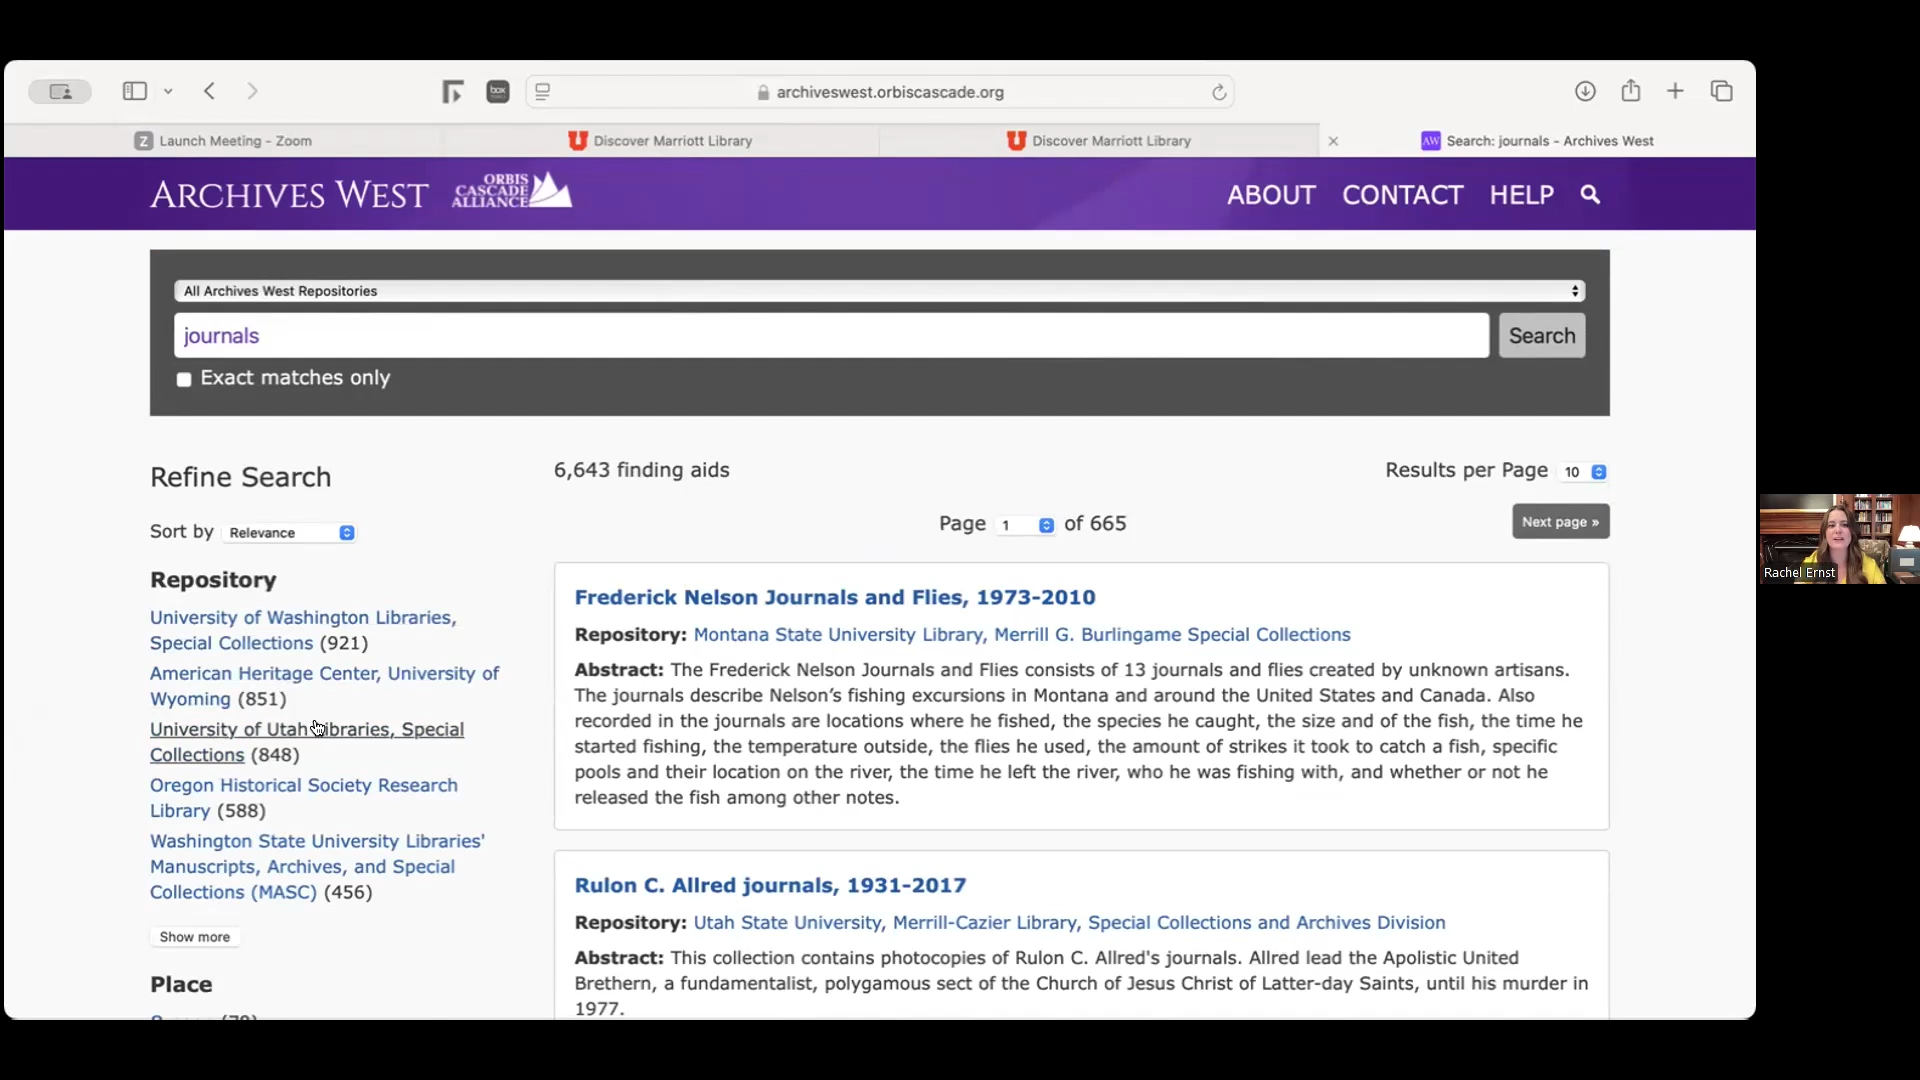 box
archiveswest.orbiscascade.org
Z Launch Meeting - Zoom
Discover Marriott Library
Discover Marriott Library
AW Search: journals - Archives West
ARCHIVES WEST
ORBIS
CASCADE
ALLIANCE
ABOUT CONTACT HELP
All Archives West Repositories
journals
Search
Exact matches only
Refine Search
Sort by Relevance
Repository
University of Washington Libraries,
Special Collections (921)
American Heritage Center, University of
Wyoming (851)
University of Utah Libraries, Special
Collections (848)
Oregon Historical Society Research
Library (588)
Washington State University Libraries'
Manuscripts, Archives, and Special
Collections (MASC) (456)
Show more
Place
6,643 finding aids
Results per Page 10
Page 1 of 665
Next page »
Frederick Nelson Journals and Flies, 1973-2010
Repository: Montana State University Library, Merrill G. Burlingame Special Collections
Abstract: The Frederick Nelson Journals and Flies consists of 13 journals and flies created by unknown artisans.
The journals describe Nelson’s fishing excursions in Montana and around the United States and Canada. Also
recorded in the journals are locations where he fished, the species he caught, the size and of the fish, the time he
started fishing, the temperature outside, the flies he used, the amount of strikes it took to catch a fish, specific
pools and their location on the river, the time he left the river, who he was fishing with, and whether or not he
released the fish among other notes.
Rulon C. Allred journals, 1931-2017
Repository: Utah State University, Merrill-Cazier Library, Special Collections and Archives Division
Abstract: This collection contains photocopies of Rulon C. Allred's journals. Allred lead the Apolistic United
Brethern, a fundamentalist, polygamous sect of the Church of Jesus Christ of Latter-day Saints, until his murder in
1977.
Rachel Ernst